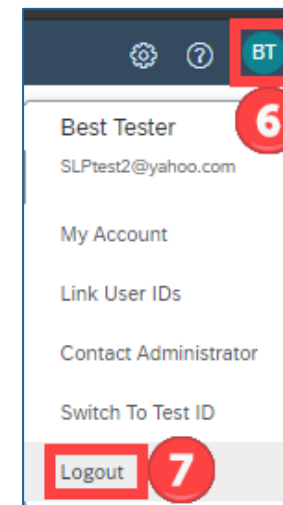 BT
6
Best Tester
SLPtest2@yahoo.com
My Account
Link User IDs
Contact Administrator
Switch To Test ID
Logout
7